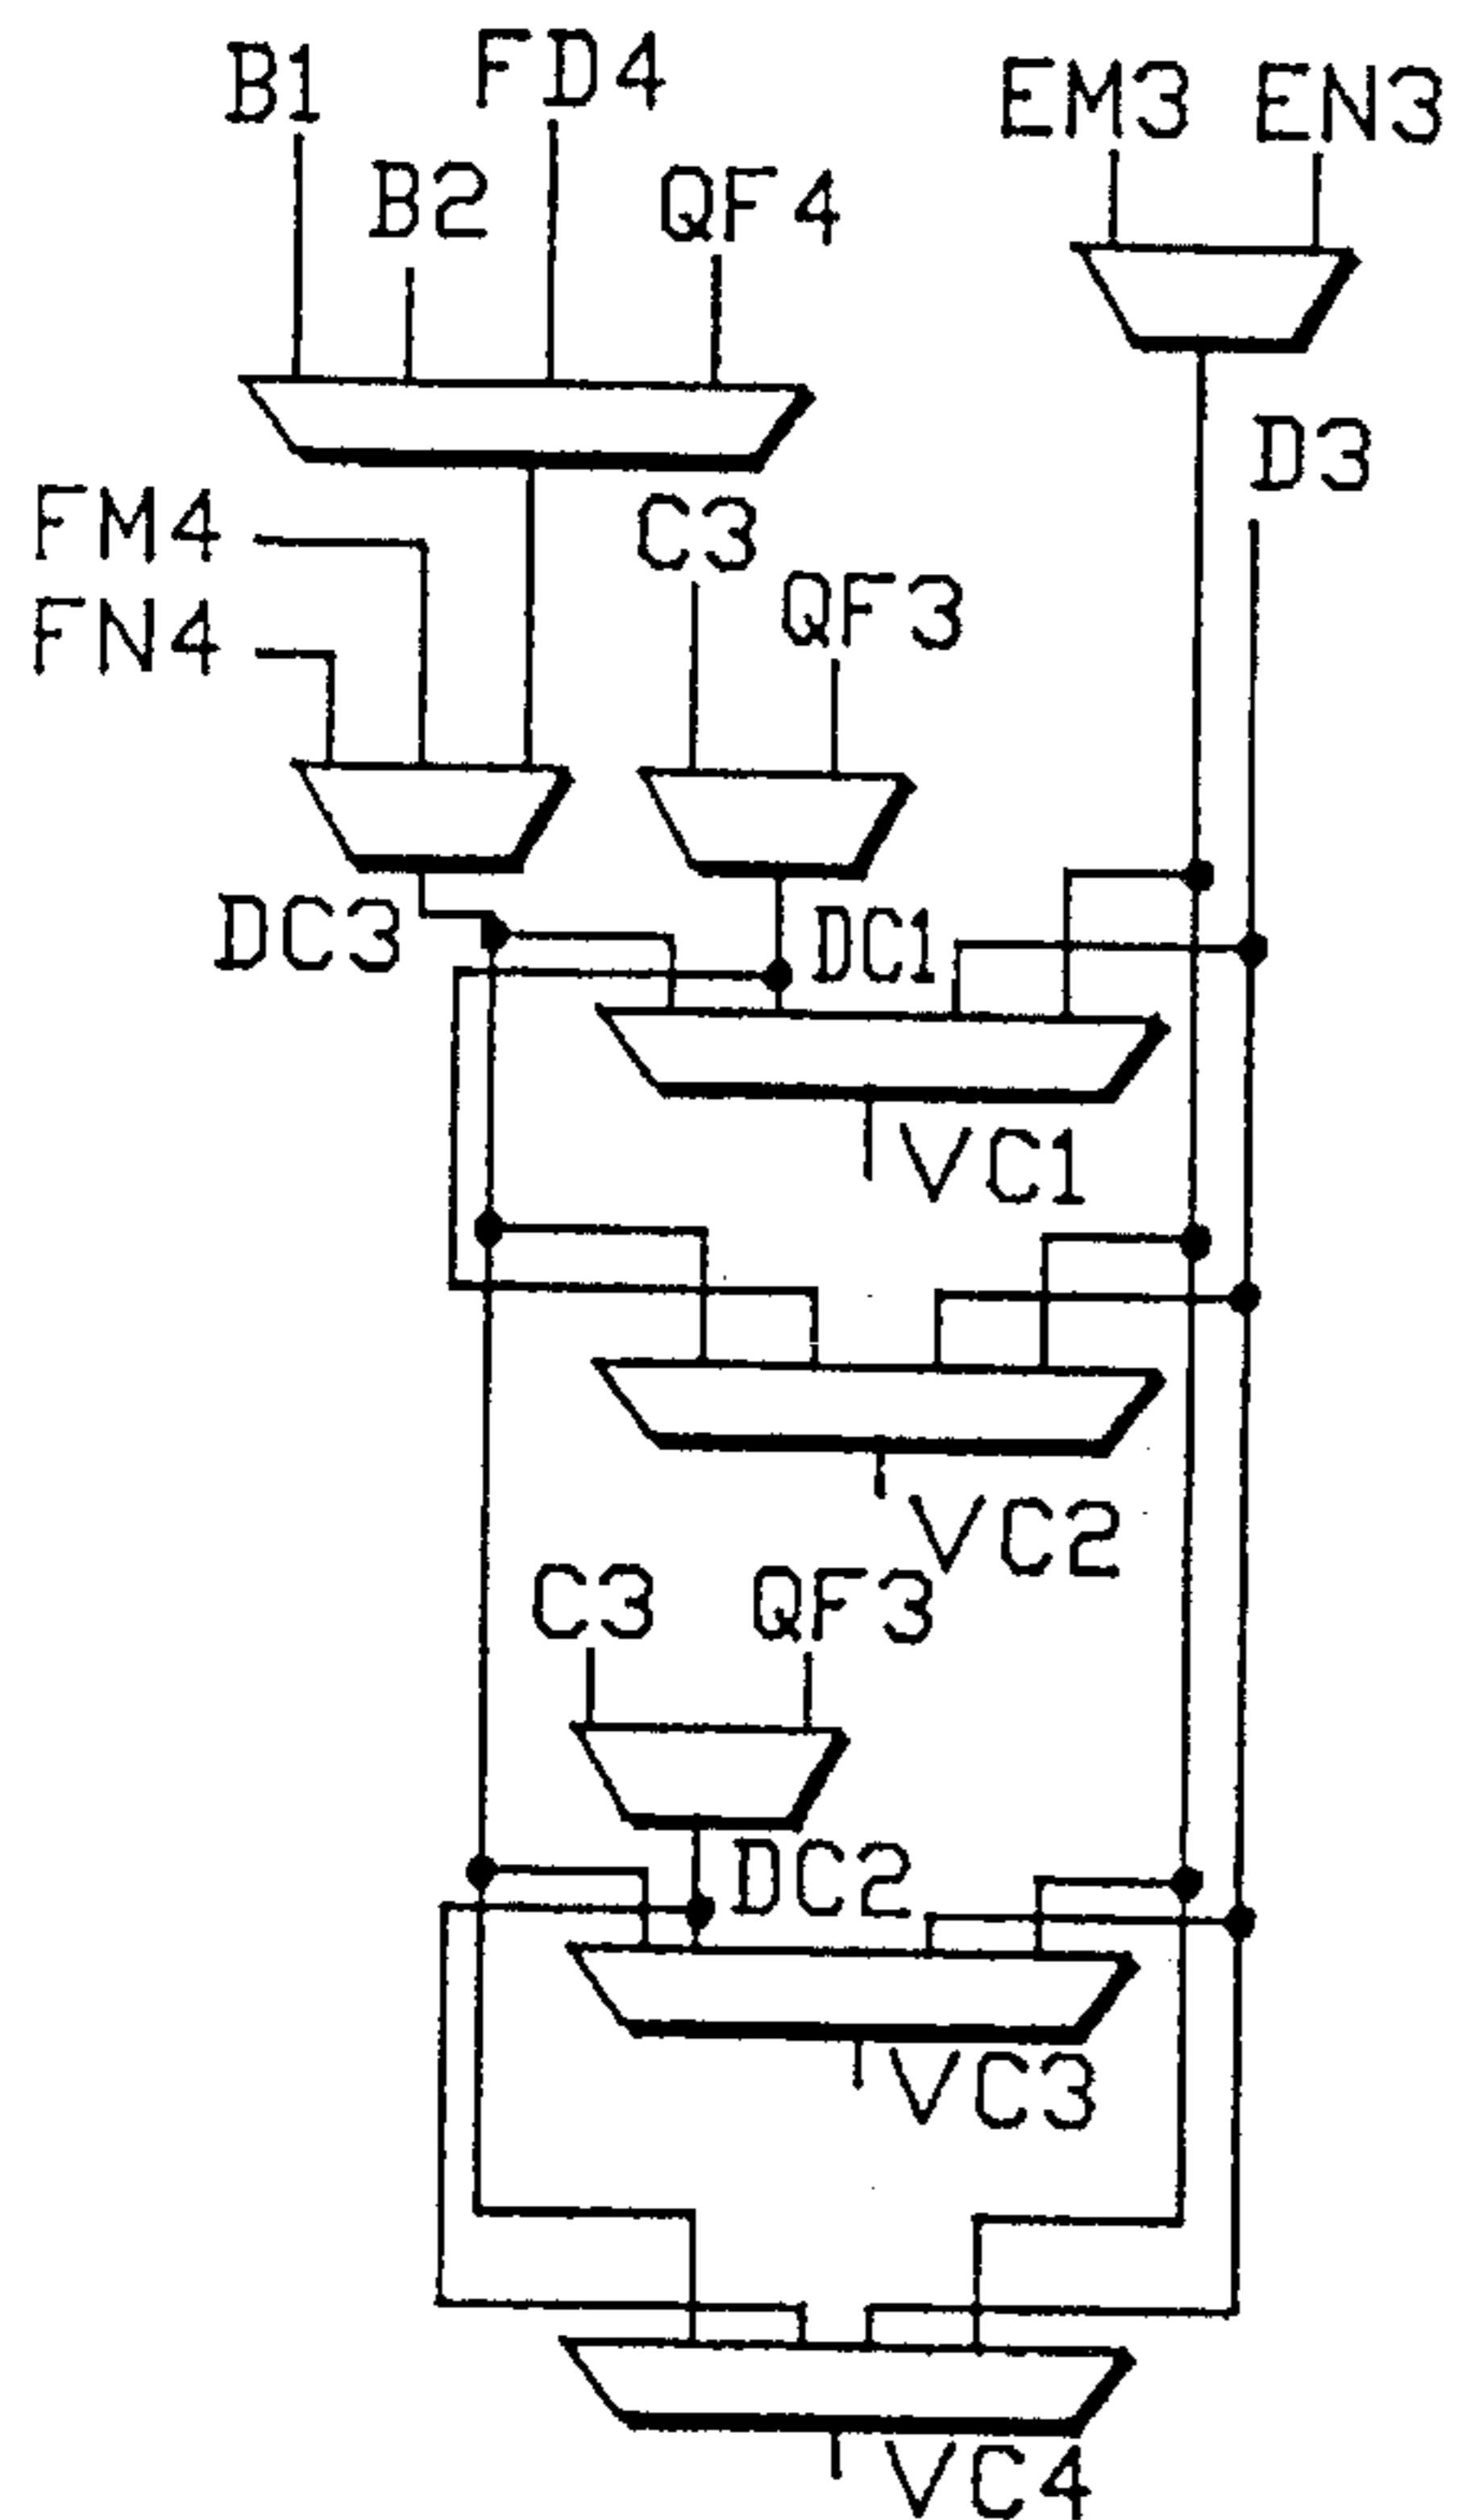 B1
FD4
EM3
EN3
B2
QF4
D3
FM4
C3
QF3
FN4
DC3
DC1
VC1
VC2
C3
QF3
DC2
VC3
VC4